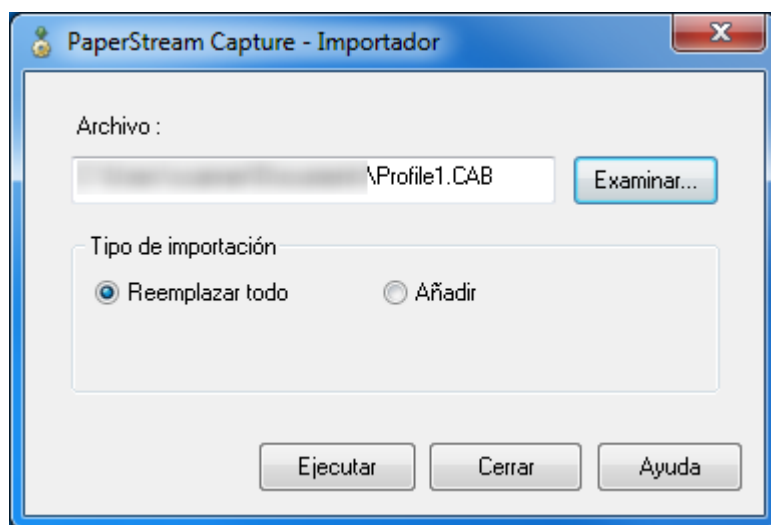 PaperStream Capture - Importador
Archivo :
\Profile1.CAB
Examinar...
Tipo de importación
Reemplazar todo
Añadir
Ejecutar
Cerrar
Ayuda